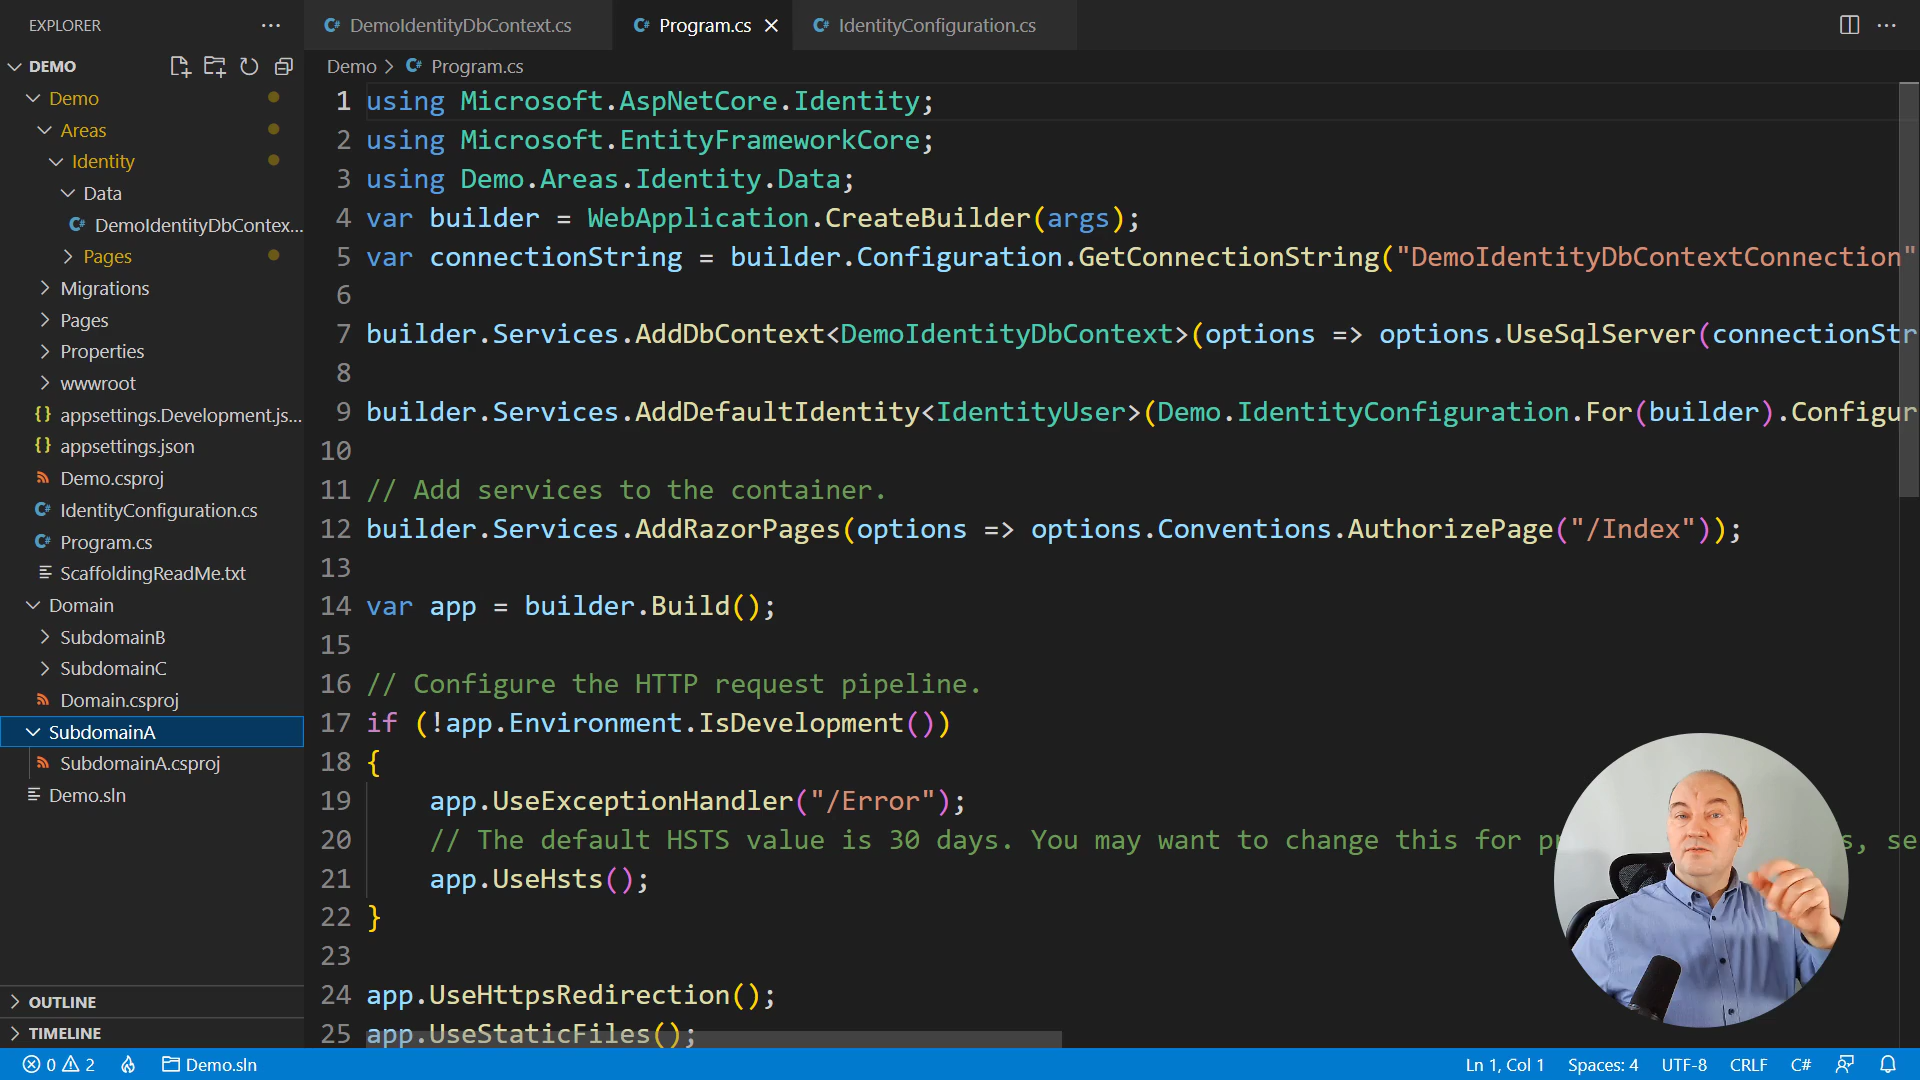 EXPLORER
DEMO
Demo
Areas
Identity
Data
DemoIdentityDbContex...
Pages
Migrations
Pages
Properties
wwwroot
appsettings.Development.js...
appsettings.json
Demo.csproj
IdentityConfiguration.cs
Program.cs
ScaffoldingReadMe.txt
Domain
SubdomainB
SubdomainC
Domain.csproj
SubdomainA
SubdomainA.csproj
Demo.sln
OUTLINE
TIMELINE
DemoIdentityDbContext.cs
Program.cs
IdentityConfiguration.cs
Demo > Program.cs
1 using Microsoft.AspNetCore.Identity;
2 using Microsoft.EntityFrameworkCore;
3 using Demo.Areas.Identity.Data;
4 var builder = WebApplication.CreateBuilder(args);
5 var connectionString = builder.Configuration.GetConnectionString("DemoIdentityDbContextConnection"
6
7 builder.Services.AddDbContext<DemoIdentityDbContext>(options => options.UseSqlServer(connectionStr
8
9 builder.Services.AddDefaultIdentity<IdentityUser>(Demo.IdentityConfiguration.For(builder).Configur
10
11 // Add services to the container.
12 builder.Services.AddRazorPages(options => options.Conventions.AuthorizePage("/Index"));
13
14 var app = builder.Build();
15
16 // Configure the HTTP request pipeline.
17 if (!app.Environment.IsDevelopment())
18 {
19 app.UseExceptionHandler("/Error");
20 // The default HSTS value is 30 days. You may want to change this for p s, se
21 app.UseHsts();
22 }
23
24 app.UseHttpsRedirection();
25 app.UseStaticFiles();
0 2 Demo.sln Ln 1, Col 1 Spaces: 4 UTF-8 CRLF C#